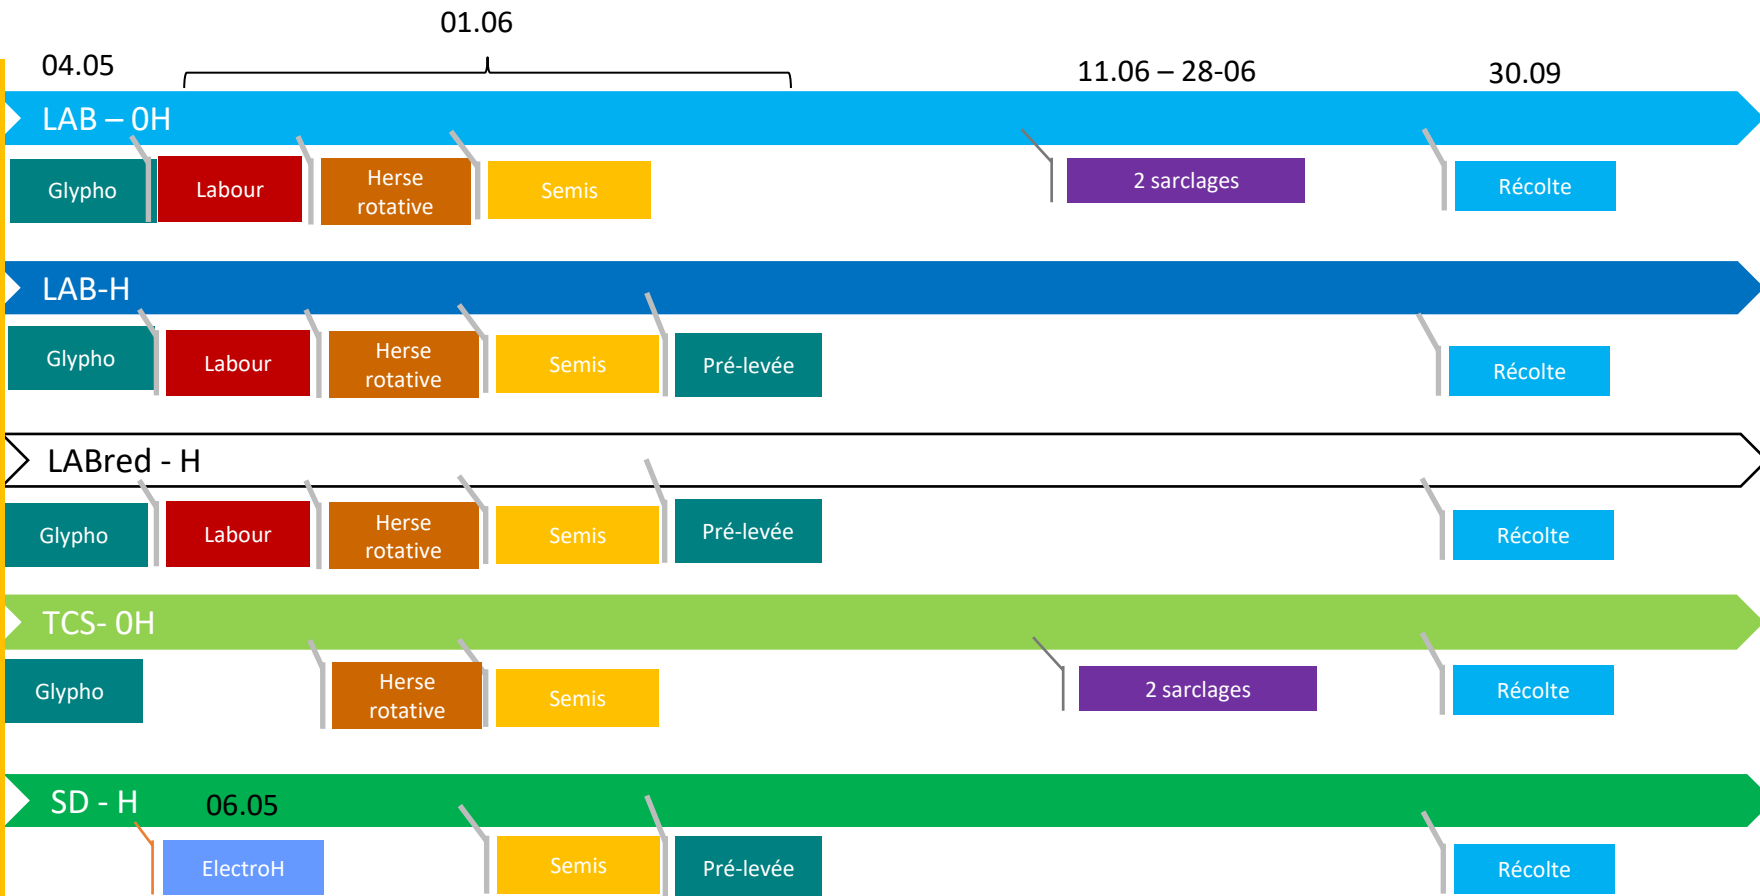 01.06
04.05
11.06 – 28-06
30.09
LAB – 0H
Glypho
Labour
Herse
rotative
Semis
2 sarclages
Récolte
LAB-H
Glypho
Labour
Herse
rotative
Semis
Pré-levée
Récolte
LABred - H
Glypho
Labour
Herse
rotative
Semis
Pré-levée
Récolte
TCS- 0H
Glypho
Herse
rotative
Semis
2 sarclages
Récolte
SD - H
06.05
ElectroH
Semis
Pré-levée
Récolte